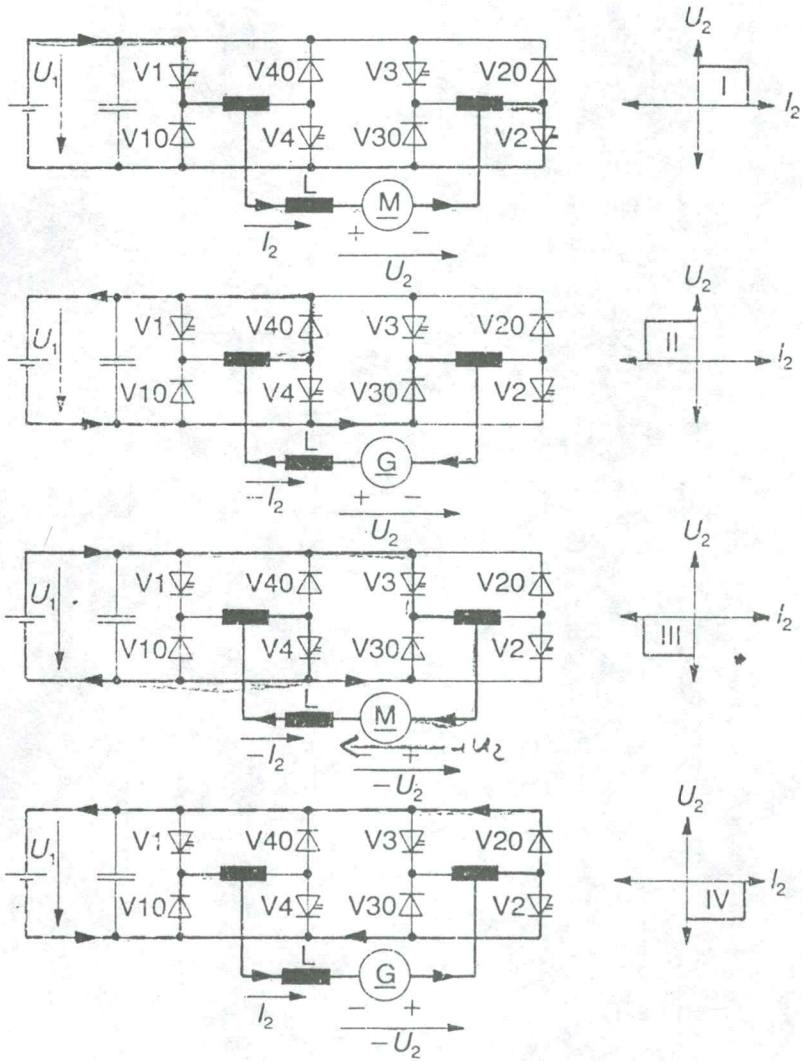 U₂
U₁ V1 V40 V3 V20 I I₂
V10 V4 V30 V2
L M
I₂ + −
U₂
U₂
U₁ V1 V40 V3 V20 II i₂
V10 V4 V30 V2
L G
−I₂ + −
U₂
U₂
U₁ V1 V40 V3 V20 i₂
V10 V4 V30 V2 III
L M
−I₂ − + −U₂
−U₂
U₂
U₁ V1 V40 V3 V20 I₂
V10 V4 V30 V2 IV
L G
I₂ − +
−U₂